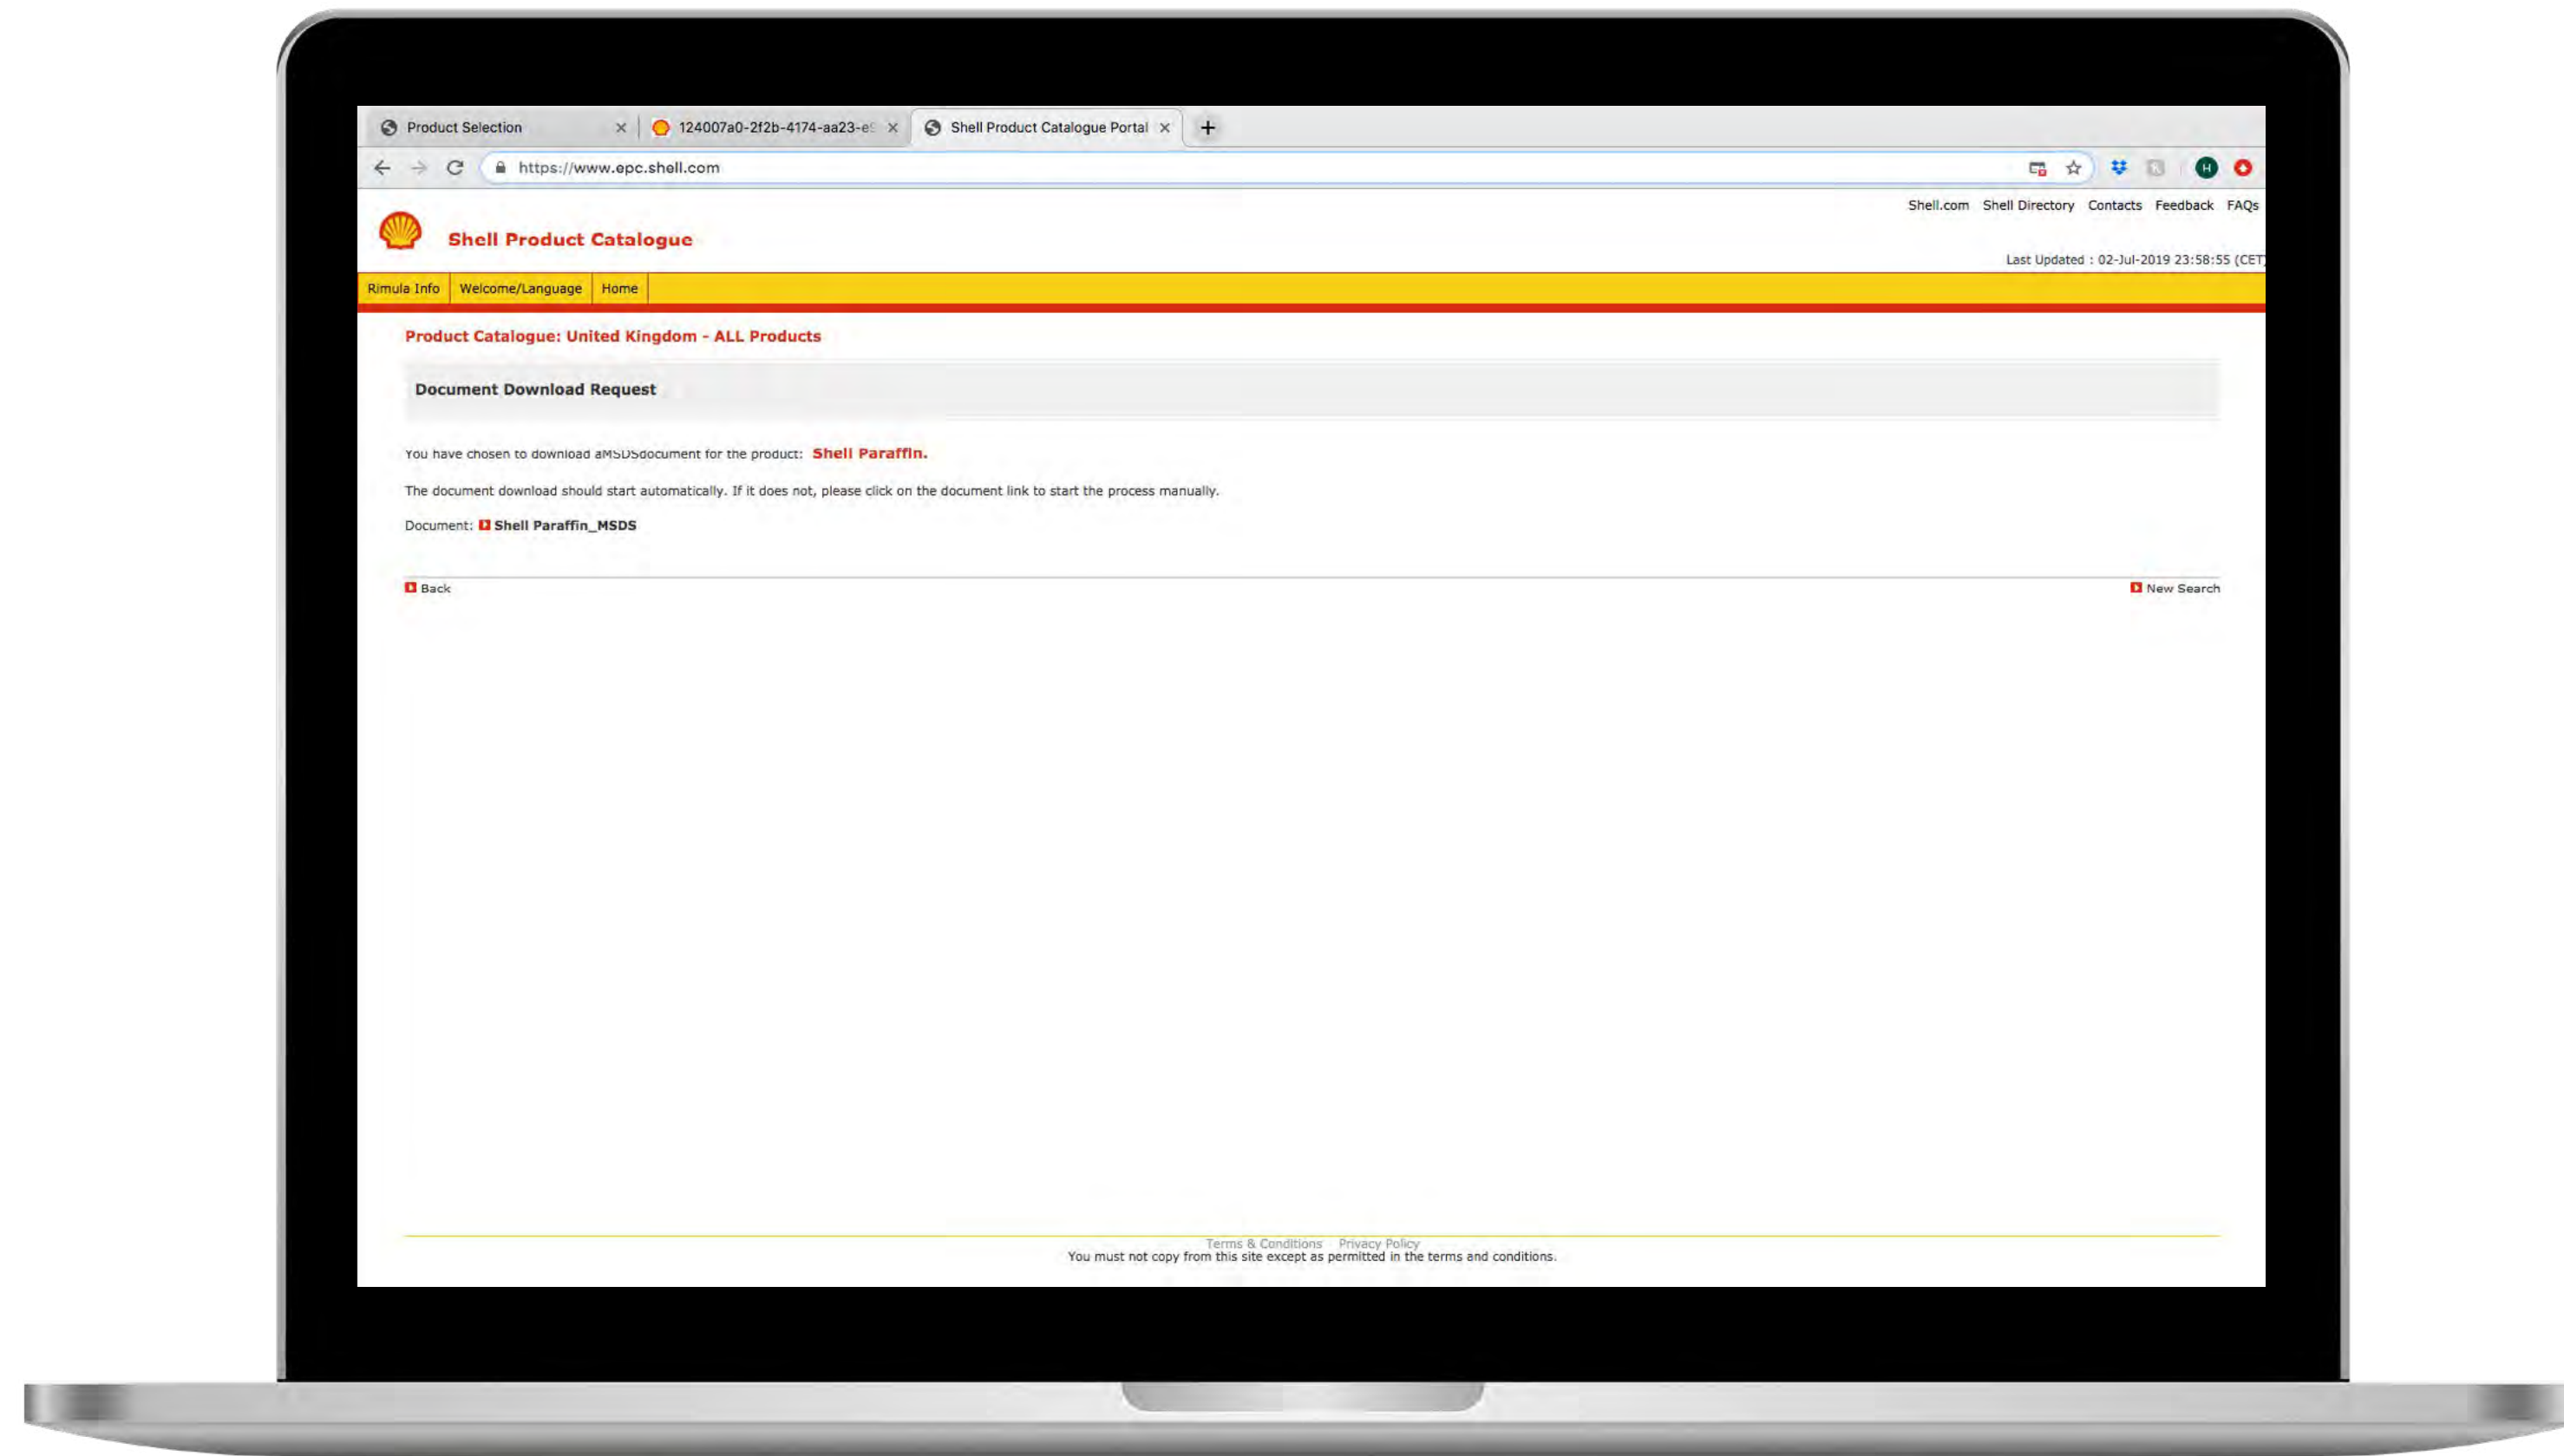 Product Selection
124007a0-2f2b-4174-aa23-e
Shell Product Catalogue Portal
https://www.epc.shell.com
H
Shell.com Shell Directory Contacts Feedback FAQs
Shell Product Catalogue
Last Updated : 02-Jul-2019 23:58:55 (CET)
Rimula Info Welcome/Language Home
Product Catalogue: United Kingdom - ALL Products
Document Download Request
You have chosen to download aMSDSdocument for the product: Shell Paraffin.
The document download should start automatically. If it does not, please click on the document link to start the process manually.
Document: Shell Paraffin_MSDS
Back New Search
Terms & Conditions Privacy Policy
You must not copy from this site except as permitted in the terms and conditions.